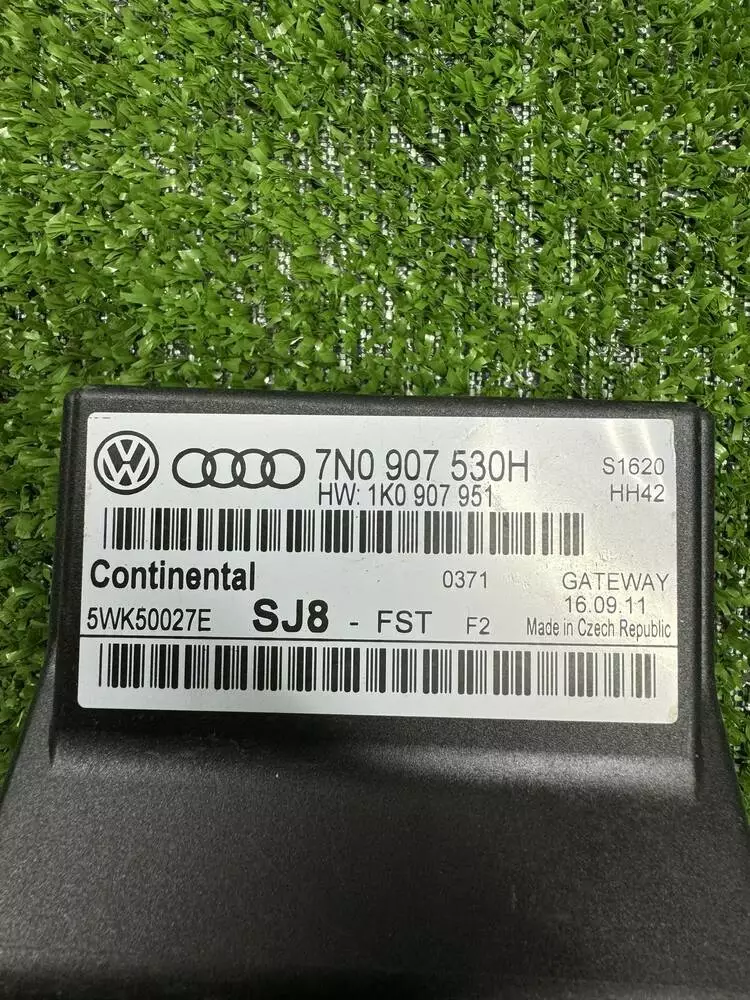 7N0 907 530H S1620
HW: 1K0 907 951 HH42
Continental 0371 GATEWAY
16.09.11
5WK50027E SJ8 - FST F2 Made in Czech Republic